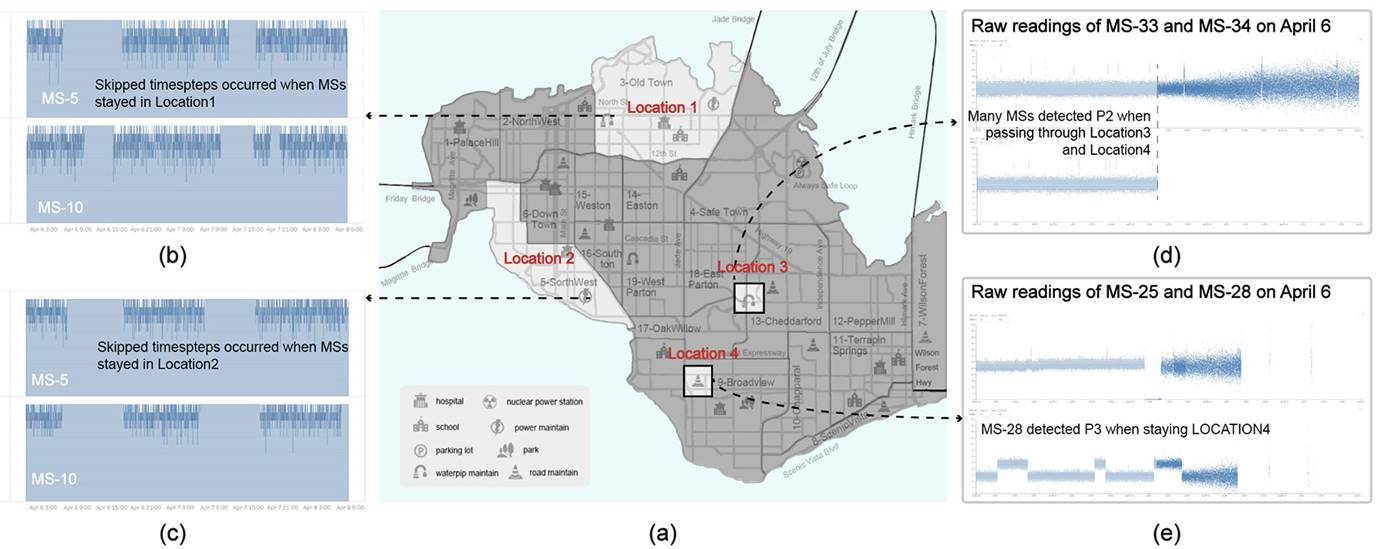 Skipped timespteps occurred when MSs
stayed in Location1
MS-5
MS-10
Apr 6 3:00 Apr 6 9:00 Apr 6 15:00 Apr 6 21:00 Apr 7 3:00 Apr 7 9:00 Apr 7 15:00 Apr 7 21:00 Apr 8 3:00 Apr 8 9:00
(b)
Skipped timespteps occurred when MSs
stayed in Location2
MS-5
MS-10
Apr 6 3:00 Apr 6 9:00 Apr 6 15:00 Apr 6 21:00 Apr 7 3:00 Apr 7 9:00 Apr 7 15:00 Apr 7 21:00 Apr 8 3:00 Apr 8 9:00
(c)
Jade Bridge
12th of July Bridge
Himark Bridge
3-Old Town
North St
Location 1
2-NorthWest
1-PalaceHill
12th St
Magritte Ave
Always Safe Loop
Friday Bridge
15-
Weston
14-
Easton
6-Down
Town
Main St
4-Safe Town
Cascadia St
Jade Ave
Highway 19
Independence Ave
16-South
ton
Location 2
Magritte Bridge
5-SorthWest
19-West
Parton
18-East
Parton
Location 3
Himark Ave
7-WilsonForest
17-OakWillow
13-Cheddarford
12-PepperMill
Location 4
Expressway
11-Terrapin
Springs
Wilson
Forest
Hwy
9-Broadview
10-Chapparal
8-ScenicVista
Scenic Vista Blvd
hospital
nuclear power station
school
power maintain
P
parking lot
park
waterpip maintain
road maintain
(a)
Raw readings of MS-33 and MS-34 on April 6
Many MSs detected P2 when
passing through Location3
and Location4
(d)
Raw readings of MS-25 and MS-28 on April 6
MS-28 detected P3 when staying LOCATION4
(e)